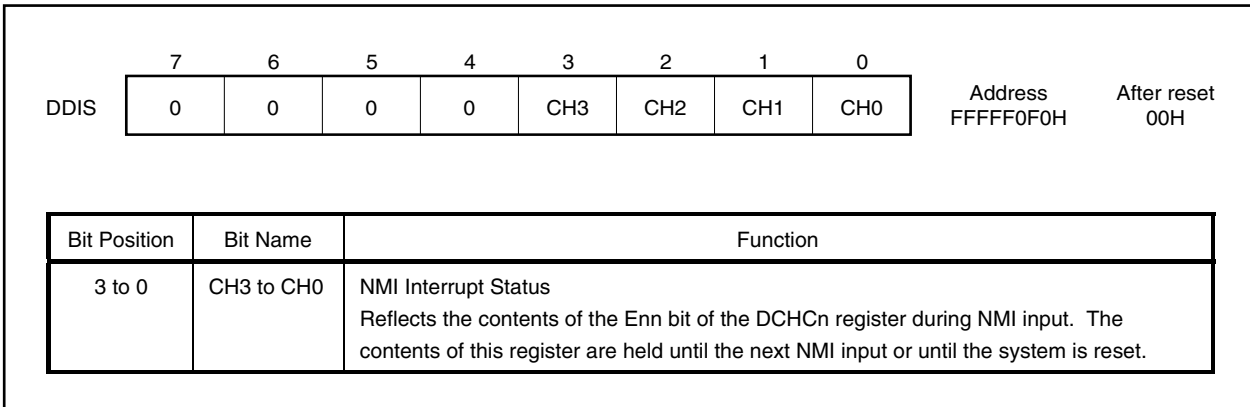 7 6 5 4 3 2 1 0
DDIS 0 0 0 0 CH3 CH2 CH1 CH0 Address After reset
FFFFF0F0H 00H
Bit Position Bit Name Function
3 to 0 CH3 to CH0 NMI Interrupt Status
Reflects the contents of the Enn bit of the DCHCn register during NMI input. The
contents of this register are held until the next NMI input or until the system is reset.